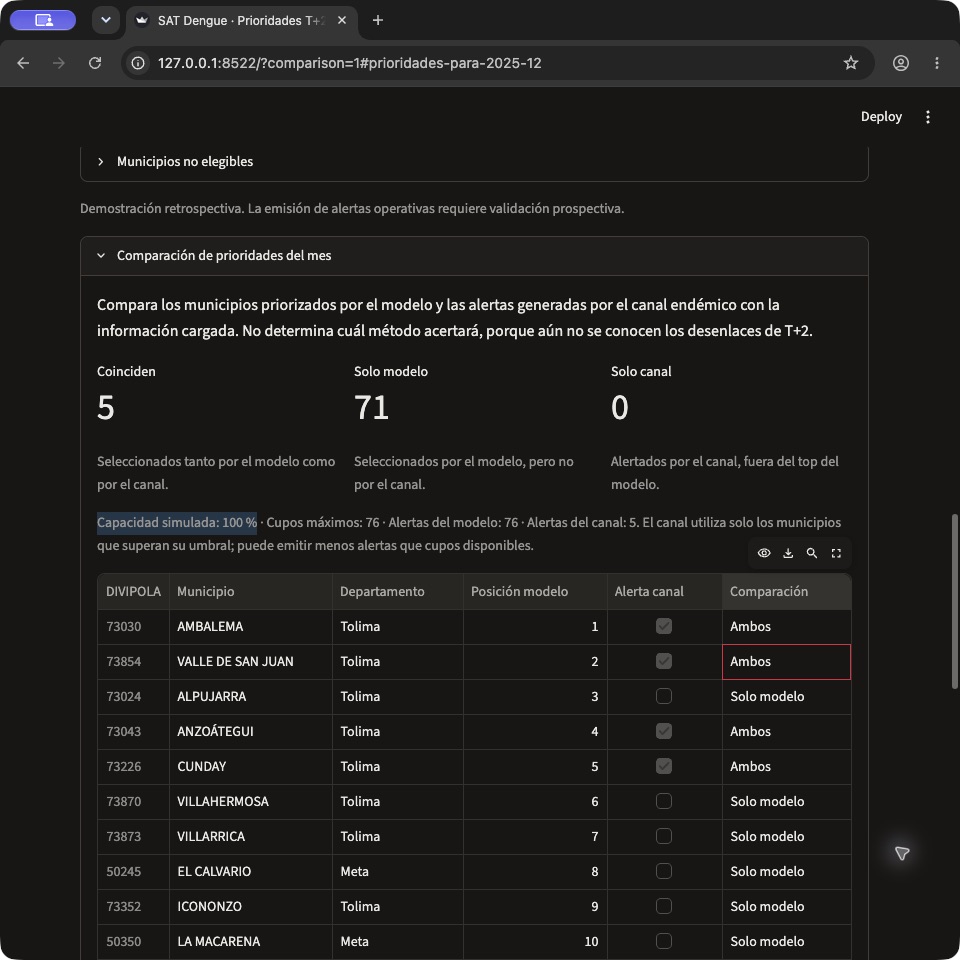 SAT Dengue · Prioridades T+2
127.0.0.1:8522/?comparison=1#prioridades-para-2025-12
Deploy
Municipios no elegibles
Demostración retrospectiva. La emisión de alertas operativas requiere validación prospectiva.
Comparación de prioridades del mes
Compara los municipios priorizados por el modelo y las alertas generadas por el canal endémico con la
información cargada. No determina cuál método acertará, porque aún no se conocen los desenlaces de T+2.
Coinciden Solo modelo Solo canal
5 71 0
Seleccionados tanto por el modelo como Seleccionados por el modelo, pero no Alertados por el canal, fuera del top del
por el canal. por el canal. modelo.
Capacidad simulada: 100 % · Cupos máximos: 76 · Alertas del modelo: 76 · Alertas del canal: 5. El canal utiliza solo los municipios
que superan su umbral; puede emitir menos alertas que cupos disponibles.
DIVIPOLA Municipio Departamento Posición modelo Alerta canal Comparación
73030 AMBALEMA Tolima 1 Ambos
73854 VALLE DE SAN JUAN Tolima 2 Ambos
73024 ALPUJARRA Tolima 3 Solo modelo
73043 ANZOÁTEGUI Tolima 4 Ambos
73226 CUNDAY Tolima 5 Ambos
73870 VILLAHERMOSA Tolima 6 Solo modelo
73873 VILLARRICA Tolima 7 Solo modelo
50245 EL CALVARIO Meta 8 Solo modelo
73352 ICONONZO Tolima 9 Solo modelo
50350 LA MACARENA Meta 10 Solo modelo